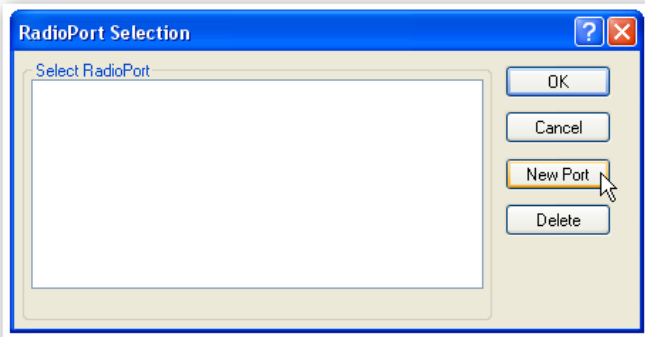 RadioPort Selection
Select RadioPort
OK
Cancel
New Port
Delete